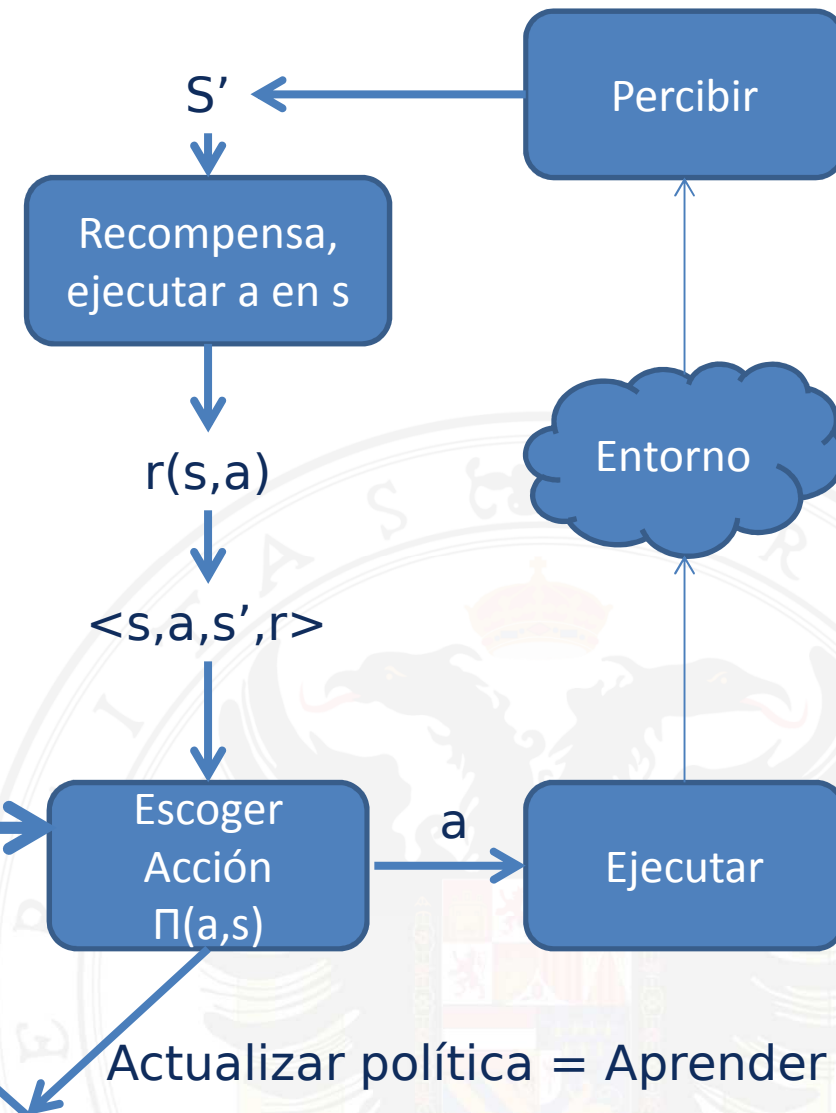 S’
Percibir
Recompensa,
ejecutar a en s
r(s,a)
Entorno
<s,a,s’,r>
Escoger
Acción
Π(a,s)
a
Ejecutar
Actualizar política = Aprender